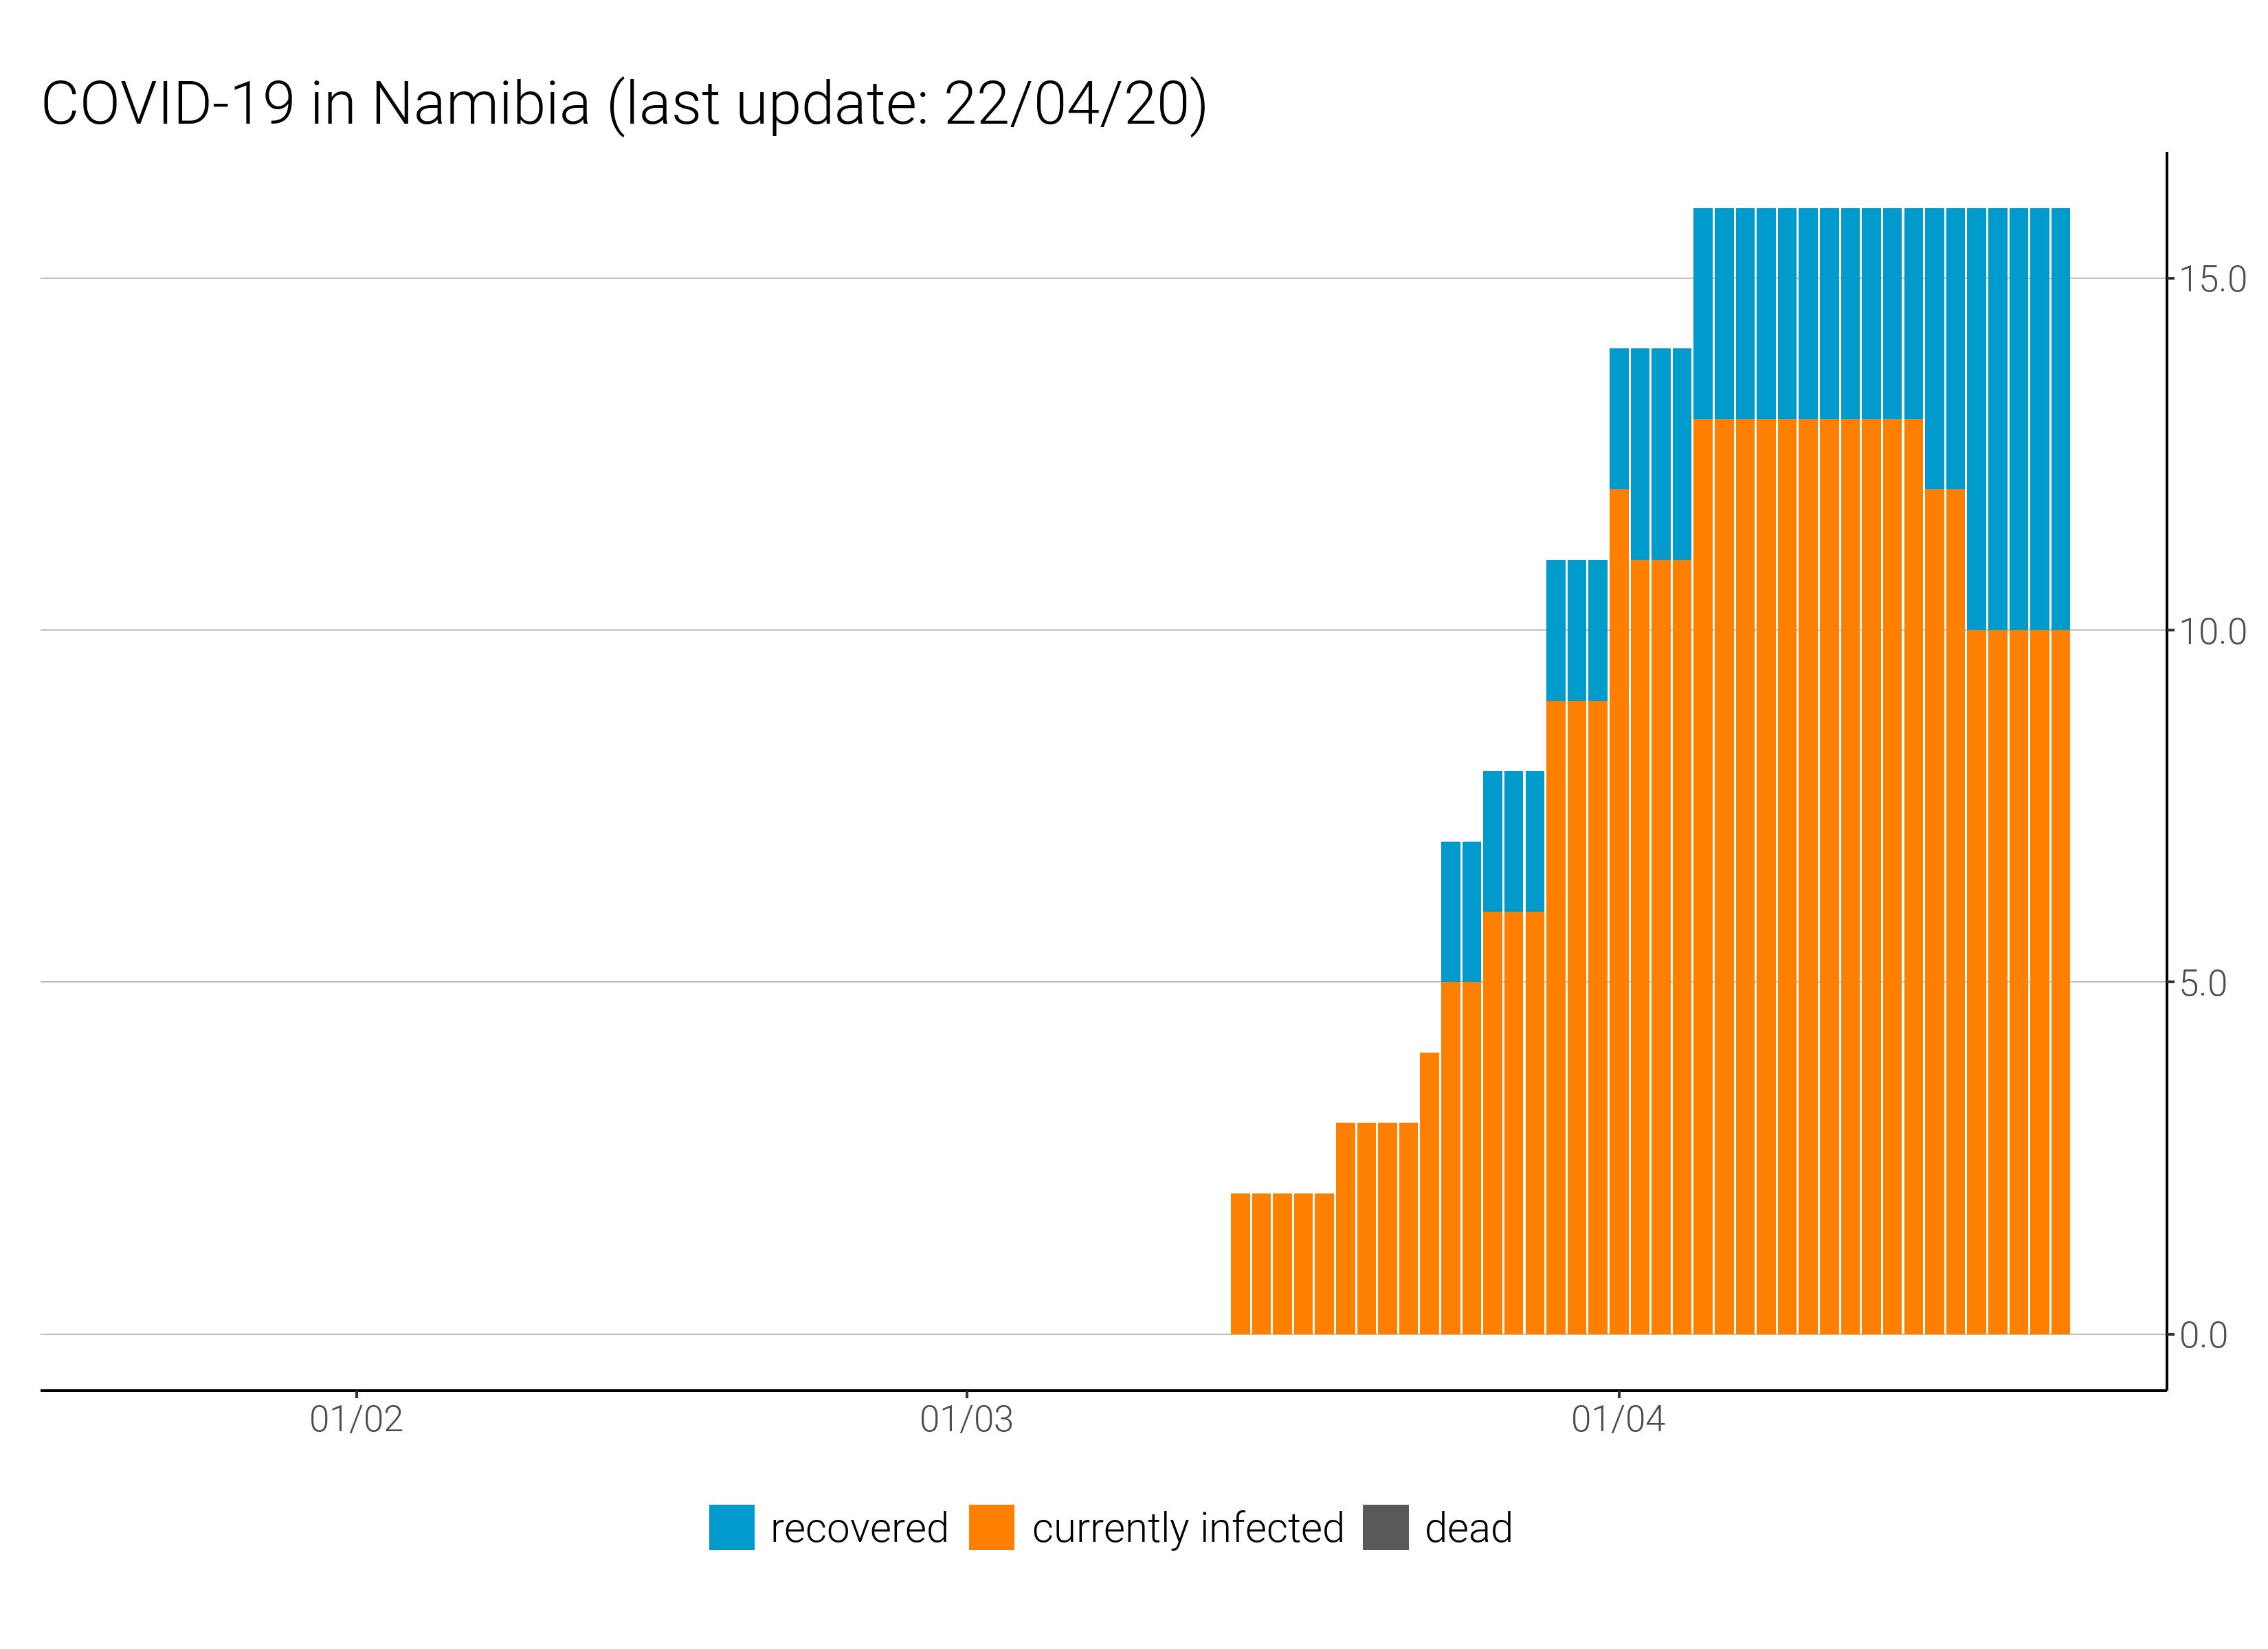 COVID-19 in Namibia (last update: 22/04/20)
15.0
10.0
5.0
0.0
01/02 01/03 01/04
recovered currently infected dead